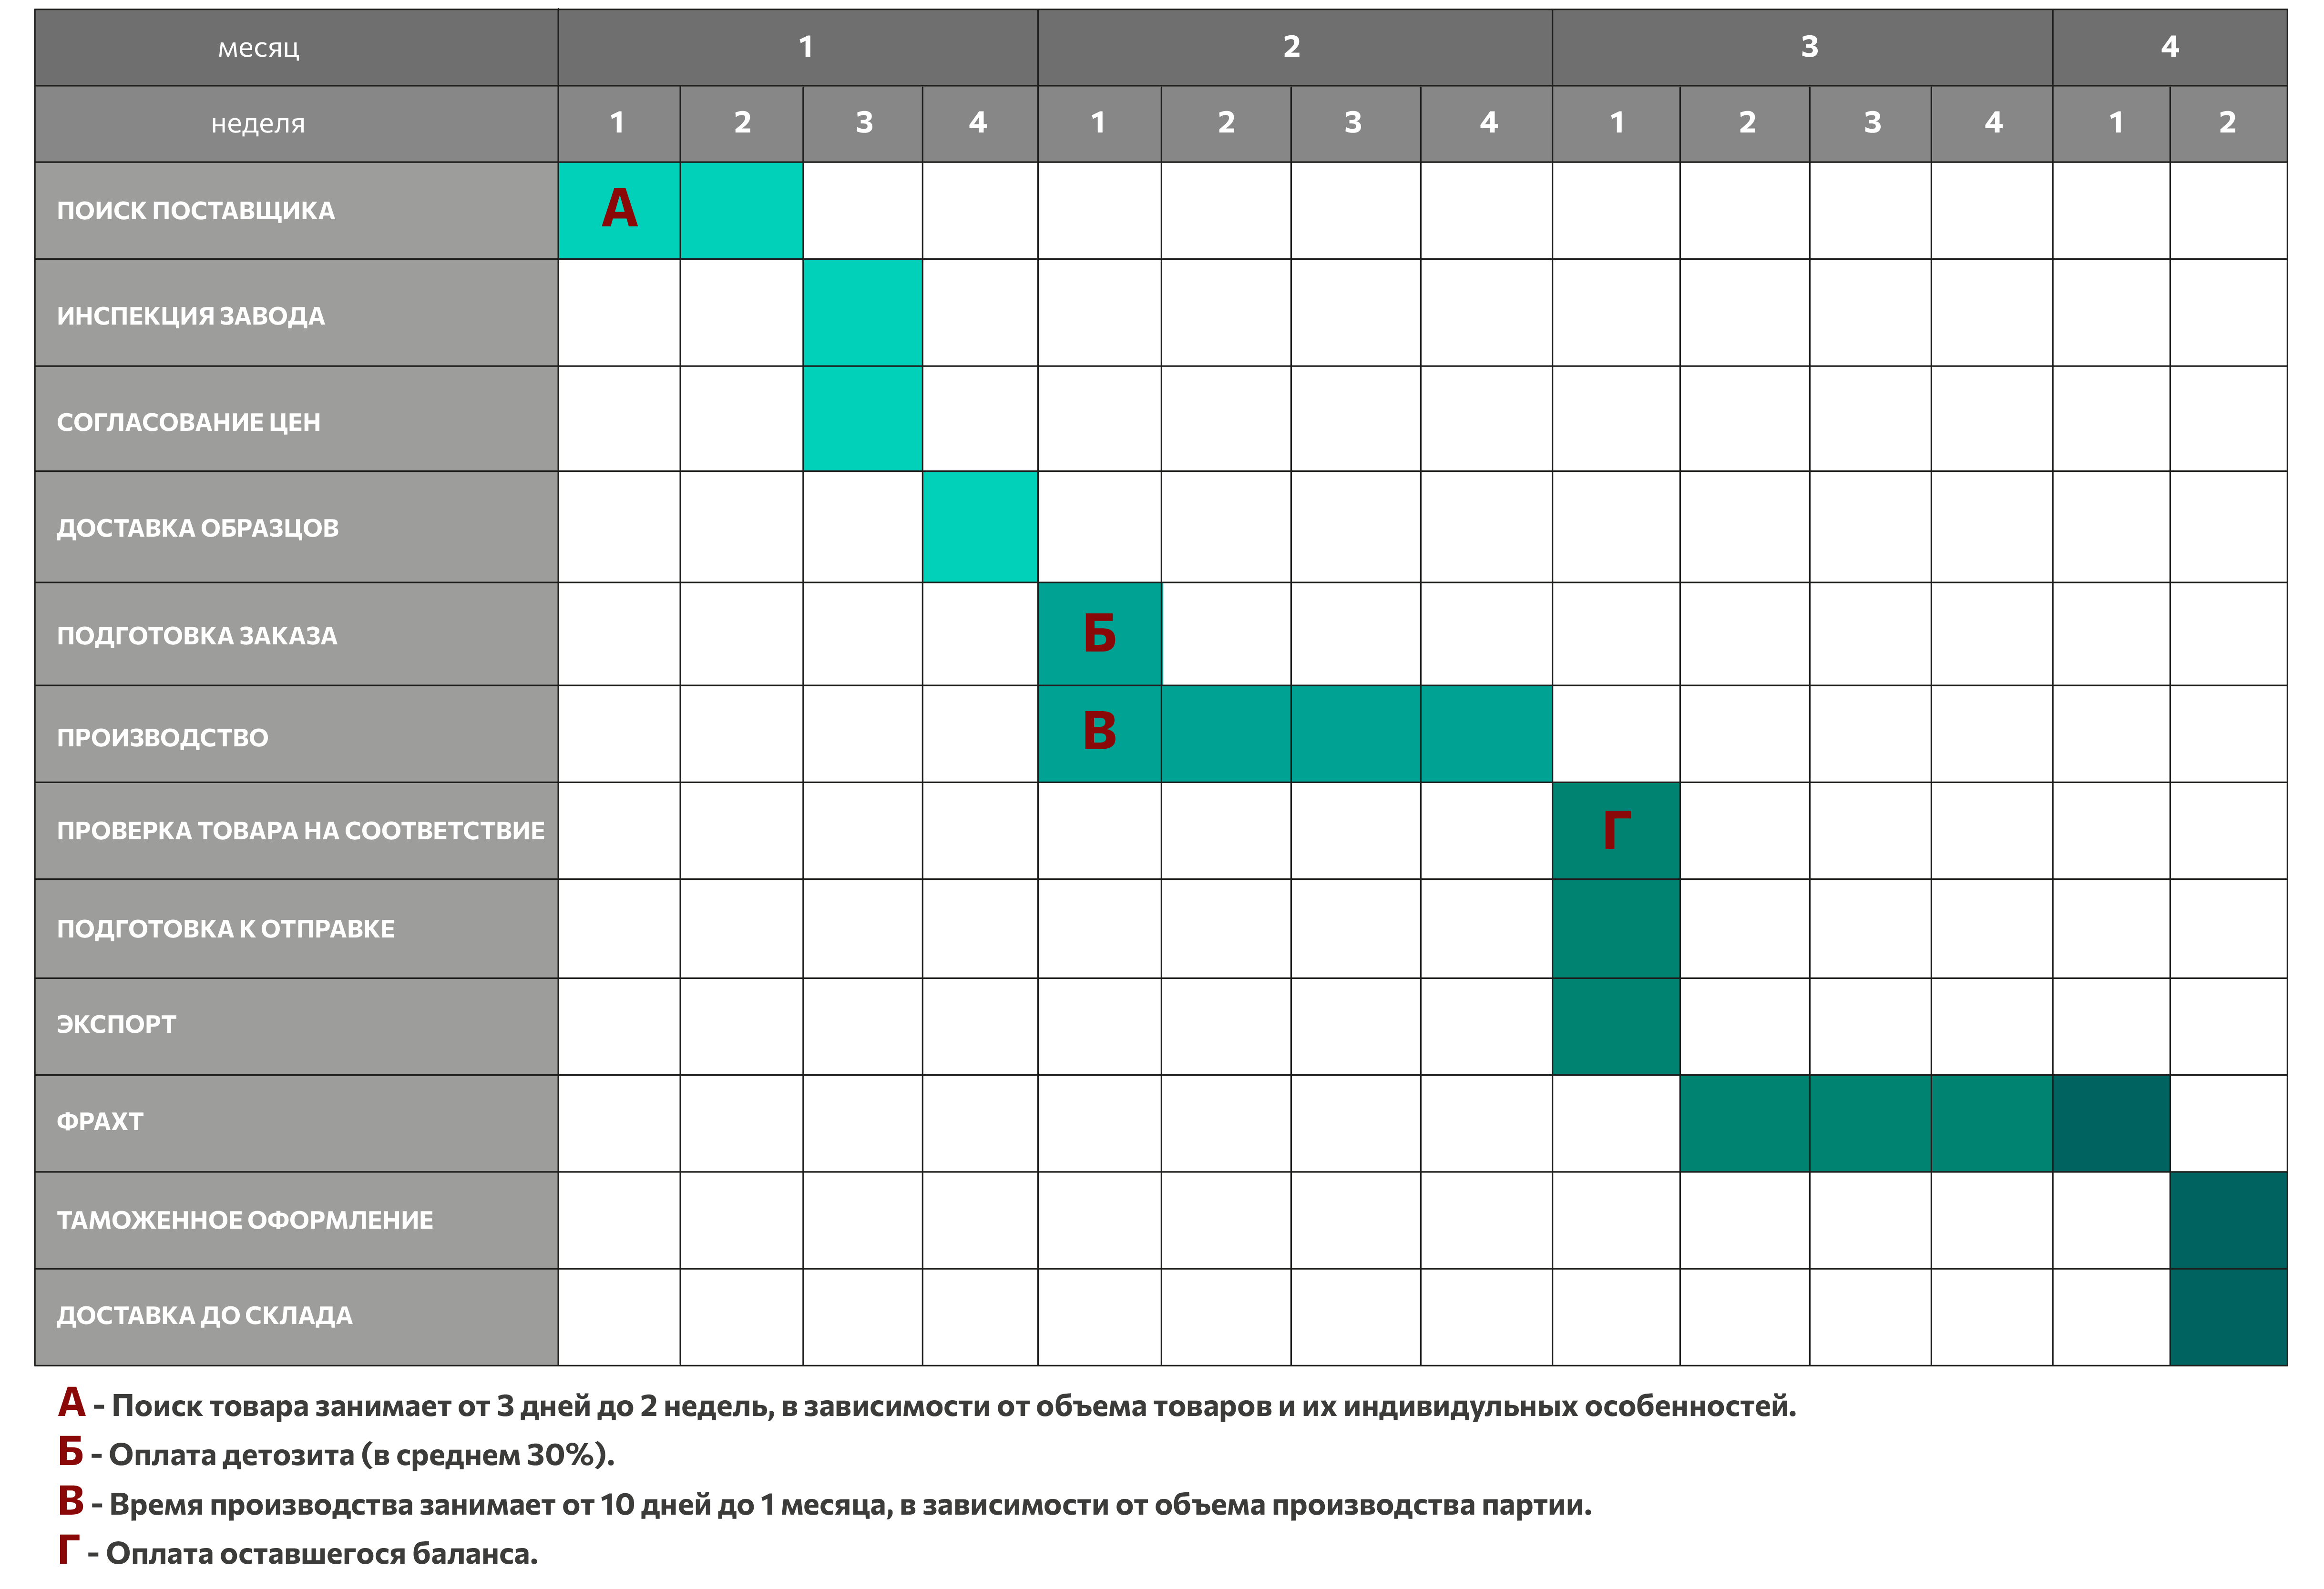 месяц 1 2 3 4
неделя 1 2 3 4 1 2 3 4 1 2 3 4 1 2
ПОИСК ПОСТАВЩИКА А
ИНСПЕКЦИЯ ЗАВОДА
СОГЛАСОВАНИЕ ЦЕН
ДОСТАВКА ОБРАЗЦОВ
ПОДГОТОВКА ЗАКАЗА Б
ПРОИЗВОДСТВО В
ПРОВЕРКА ТОВАРА НА СООТВЕТСТВИЕ Г
ПОДГОТОВКА К ОТПРАВКЕ
ЭКСПОРТ
ФРАХТ
ТАМОЖЕННОЕ ОФОРМЛЕНИЕ
ДОСТАВКА ДО СКЛАДА
А - Поиск товара занимает от 3 дней до 2 недель, в зависимости от объема товаров и их индивидульных особенностей.
Б - Оплата детозита (в среднем 30%).
В - Время производства занимает от 10 дней до 1 месяца, в зависимости от объема производства партии.
Г - Оплата оставшегося баланса.